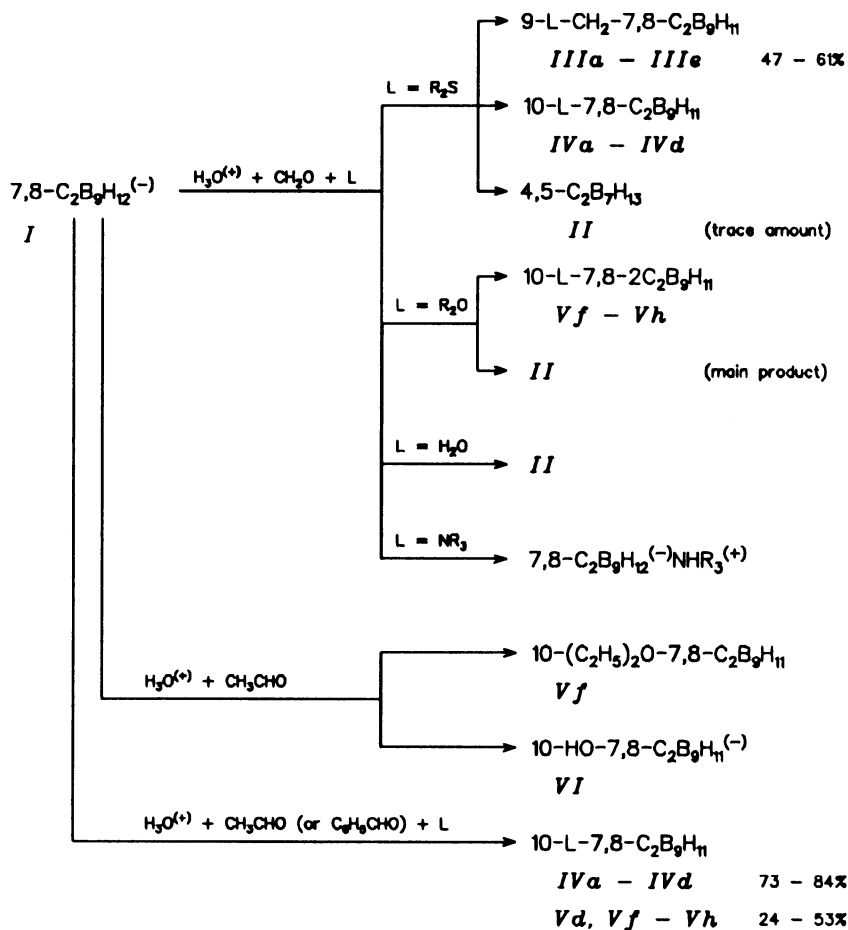 9-L-CH₂-7,8-C₂B₉H₁₁
IIIa - IIIe 47 - 61%
L = R₂S
10-L-7,8-C₂B₉H₁₁
IVa - IVd
H₃O⁽⁺⁾ + CH₂O + L
7,8-C₂B₉H₁₂⁽⁻⁾
4,5-C₂B₇H₁₃
I
II (trace amount)
10-L-7,8-2C₂B₉H₁₁
L = R₂O
Vf - Vh
II (main product)
L = H₂O
II
L = NR₃
7,8-C₂B₉H₁₂⁽⁻⁾NHR₃⁽⁺⁾
10-(C₂H₅)₂O-7,8-C₂B₉H₁₁
H₃O⁽⁺⁾ + CH₃CHO
Vf
10-HO-7,8-C₂B₉H₁₁⁽⁻⁾
VI
H₃O⁽⁺⁾ + CH₃CHO (or C₆H₅CHO) + L
10-L-7,8-C₂B₉H₁₁
IVa - IVd 73 - 84%
Vd, Vf - Vh 24 - 53%